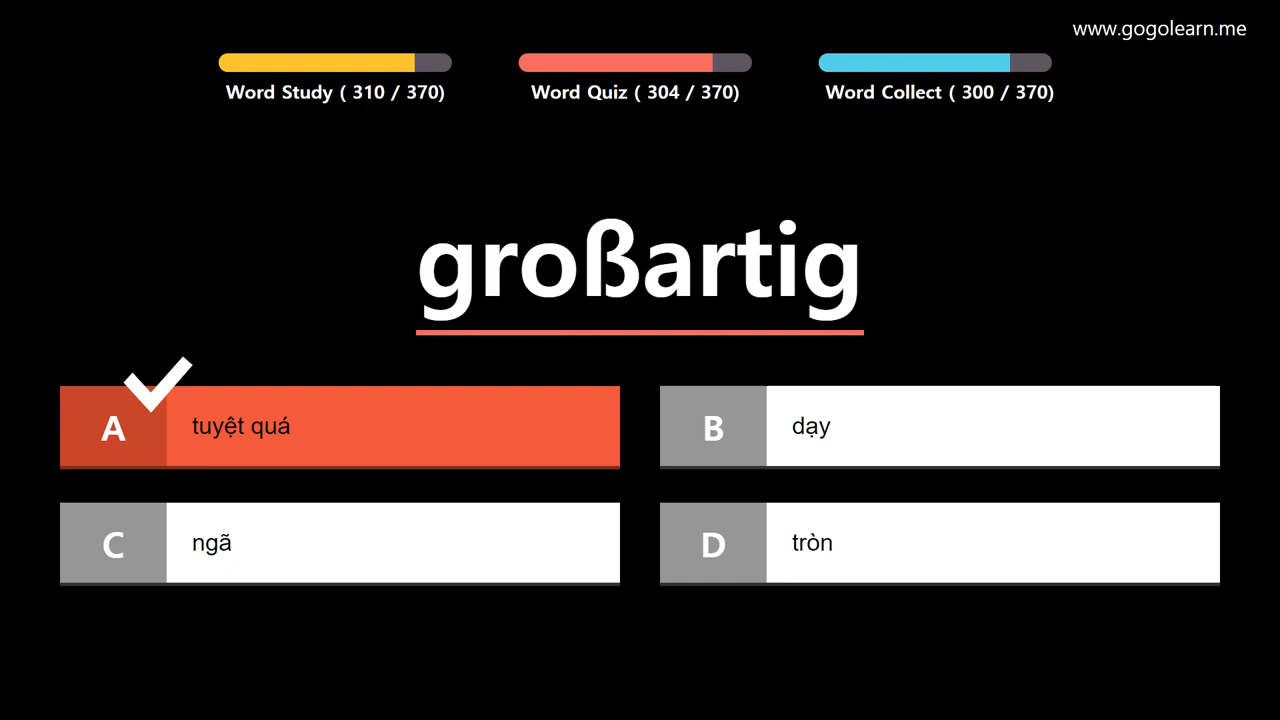 www.gogolearn.me
Word Study ( 310 / 370)
Word Quiz ( 304 / 370)
Word Collect ( 300 / 370)
großartig
A tuyệt quá
B dạy
C ngã
D tròn